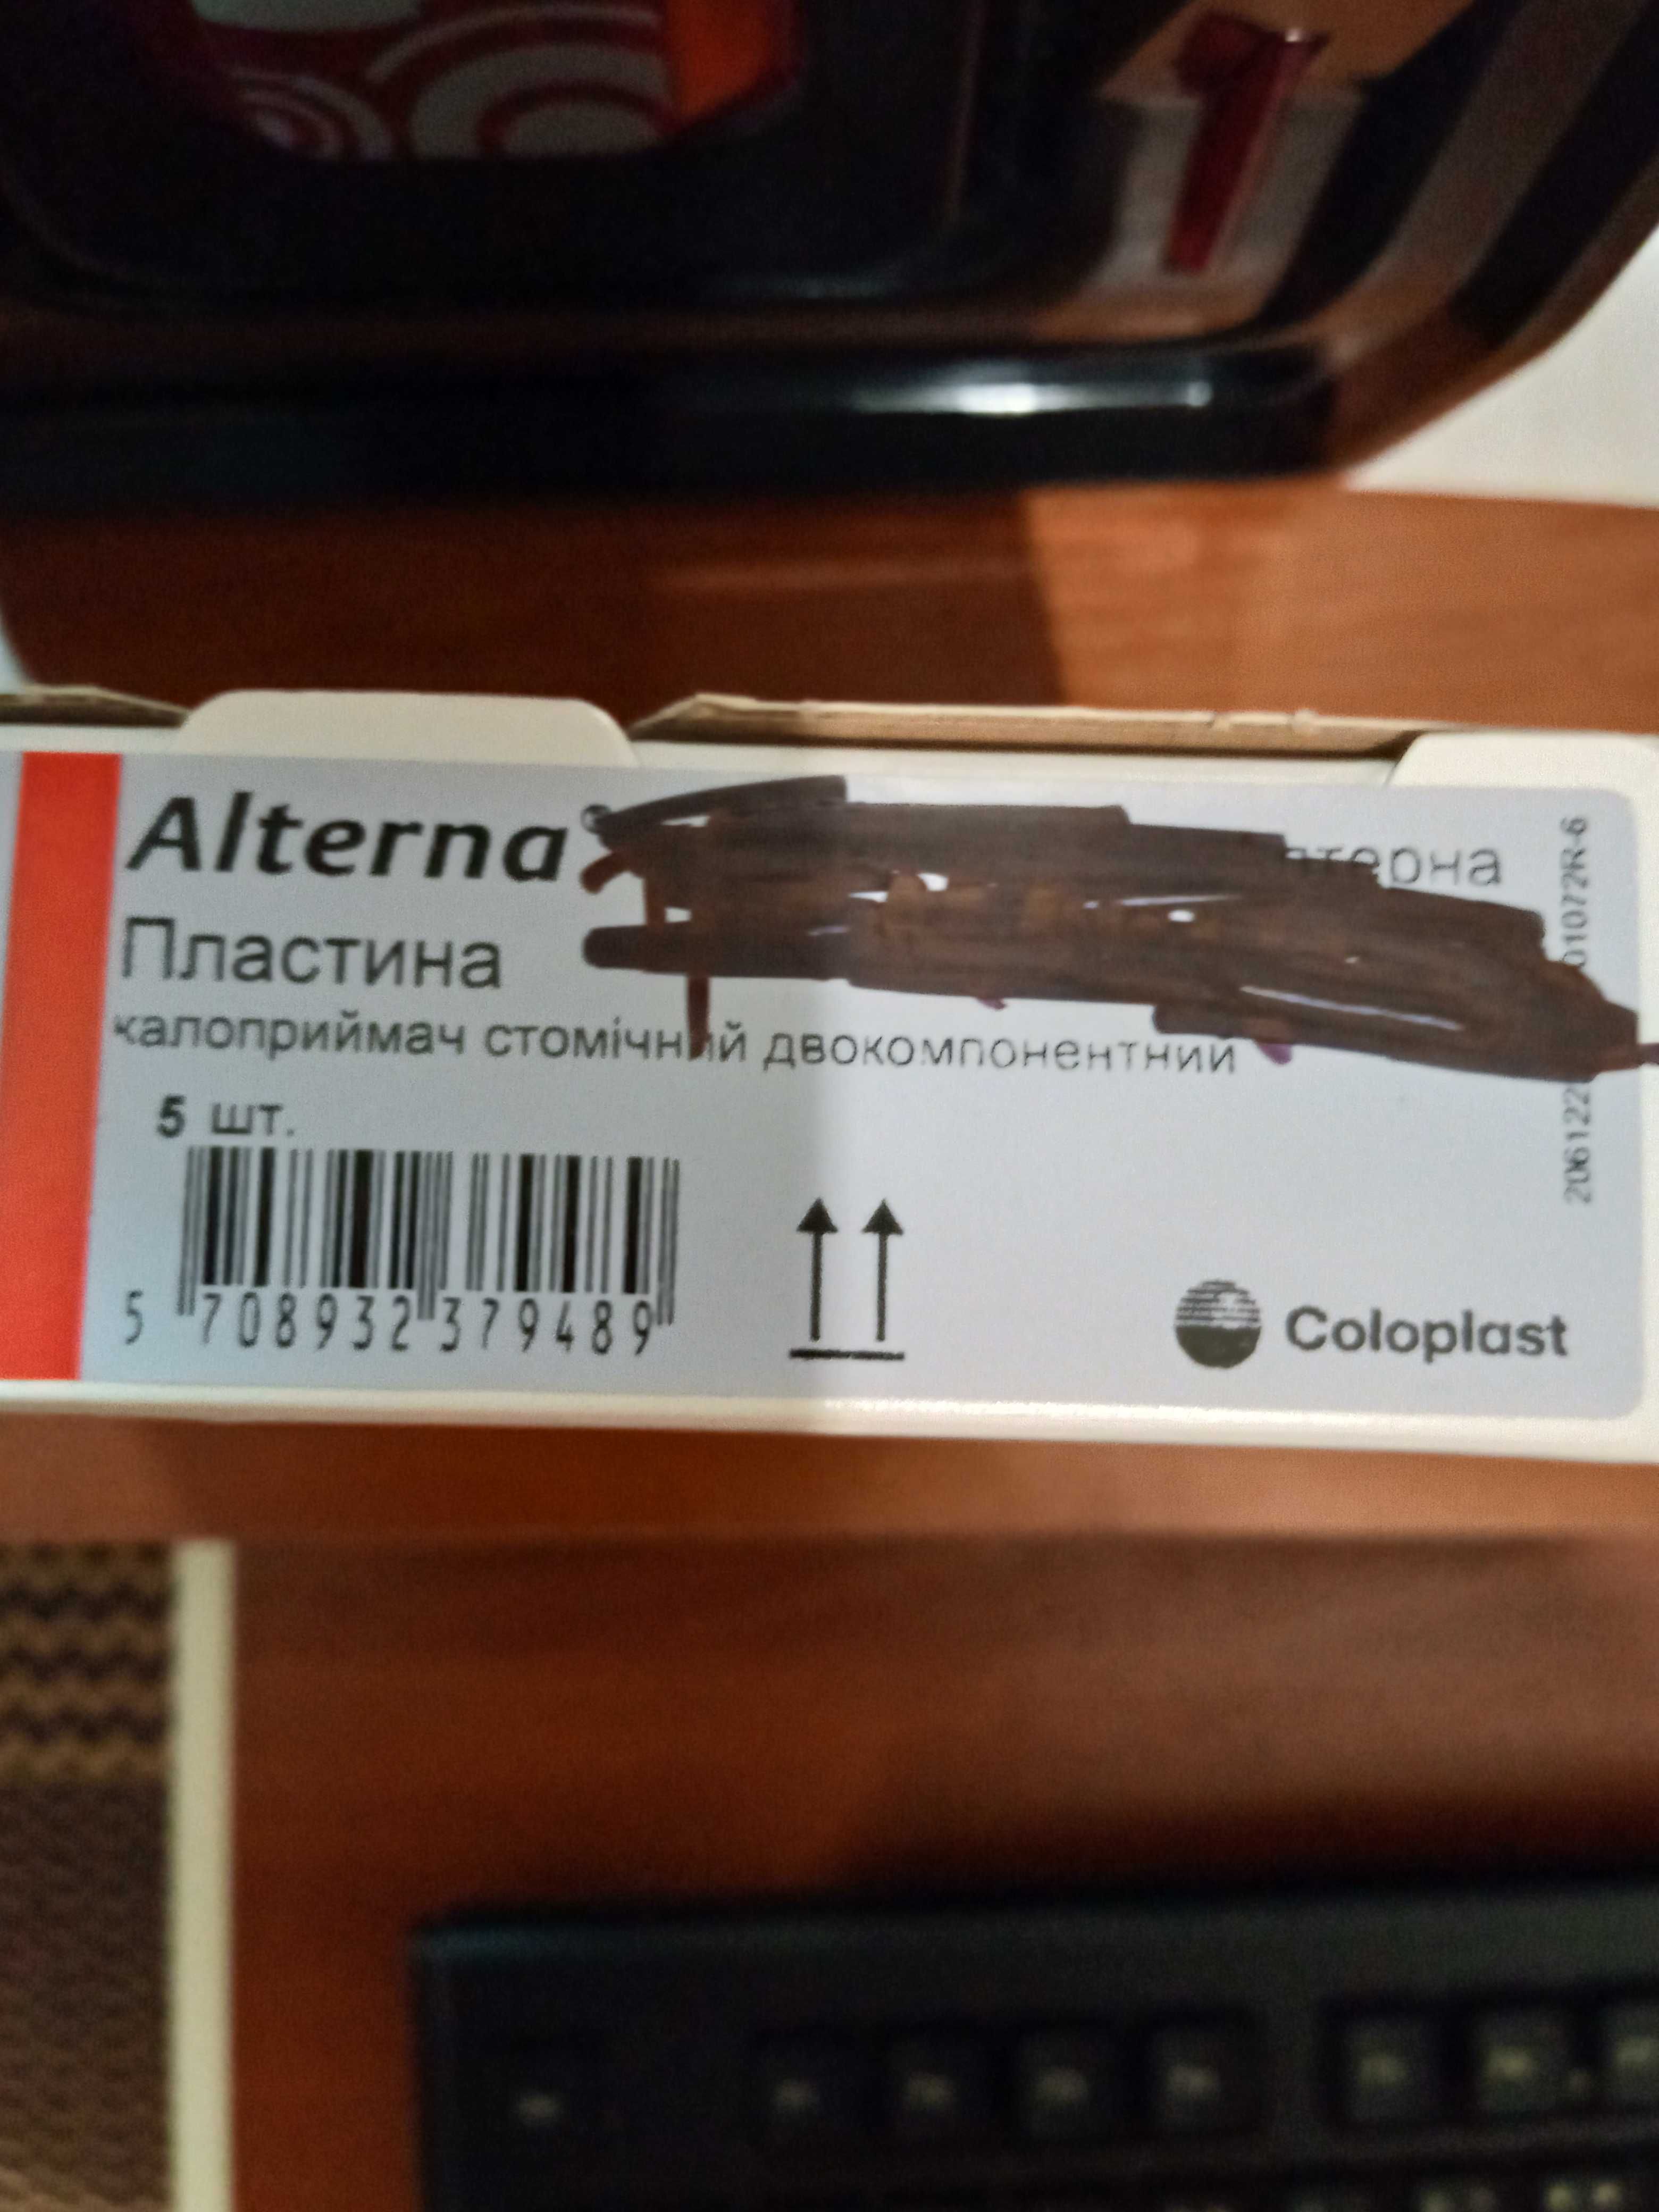 Alterna®
Пластина
калоприймач стомічний двокомпонентний
5 шт.
5 708932 379489
Coloplast